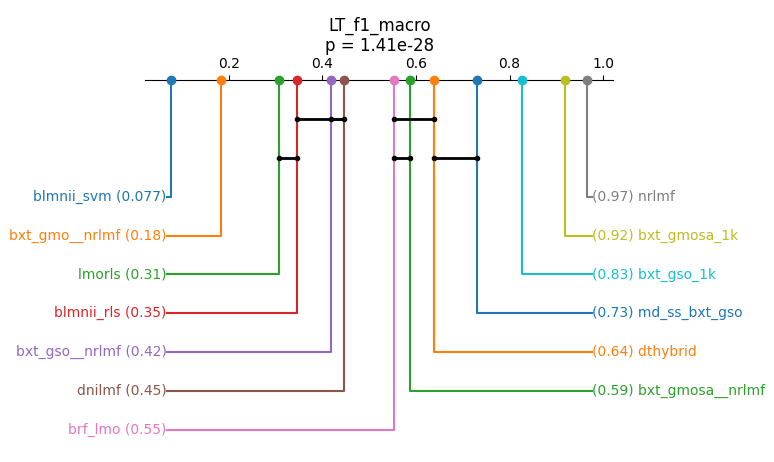 LT_f1_macro
p = 1.41e-28
0.2 0.4 0.6 0.8 1.0
blmnii_svm (0.077) (0.97) nrlmf
bxt_gmo__nrlmf (0.18) (0.92) bxt_gmosa_1k
lmorls (0.31) (0.83) bxt_gso_1k
blmnii_rls (0.35) (0.73) md_ss_bxt_gso
bxt_gso__nrlmf (0.42) (0.64) dthybrid
dnilmf (0.45) (0.59) bxt_gmosa__nrlmf
brf_lmo (0.55)